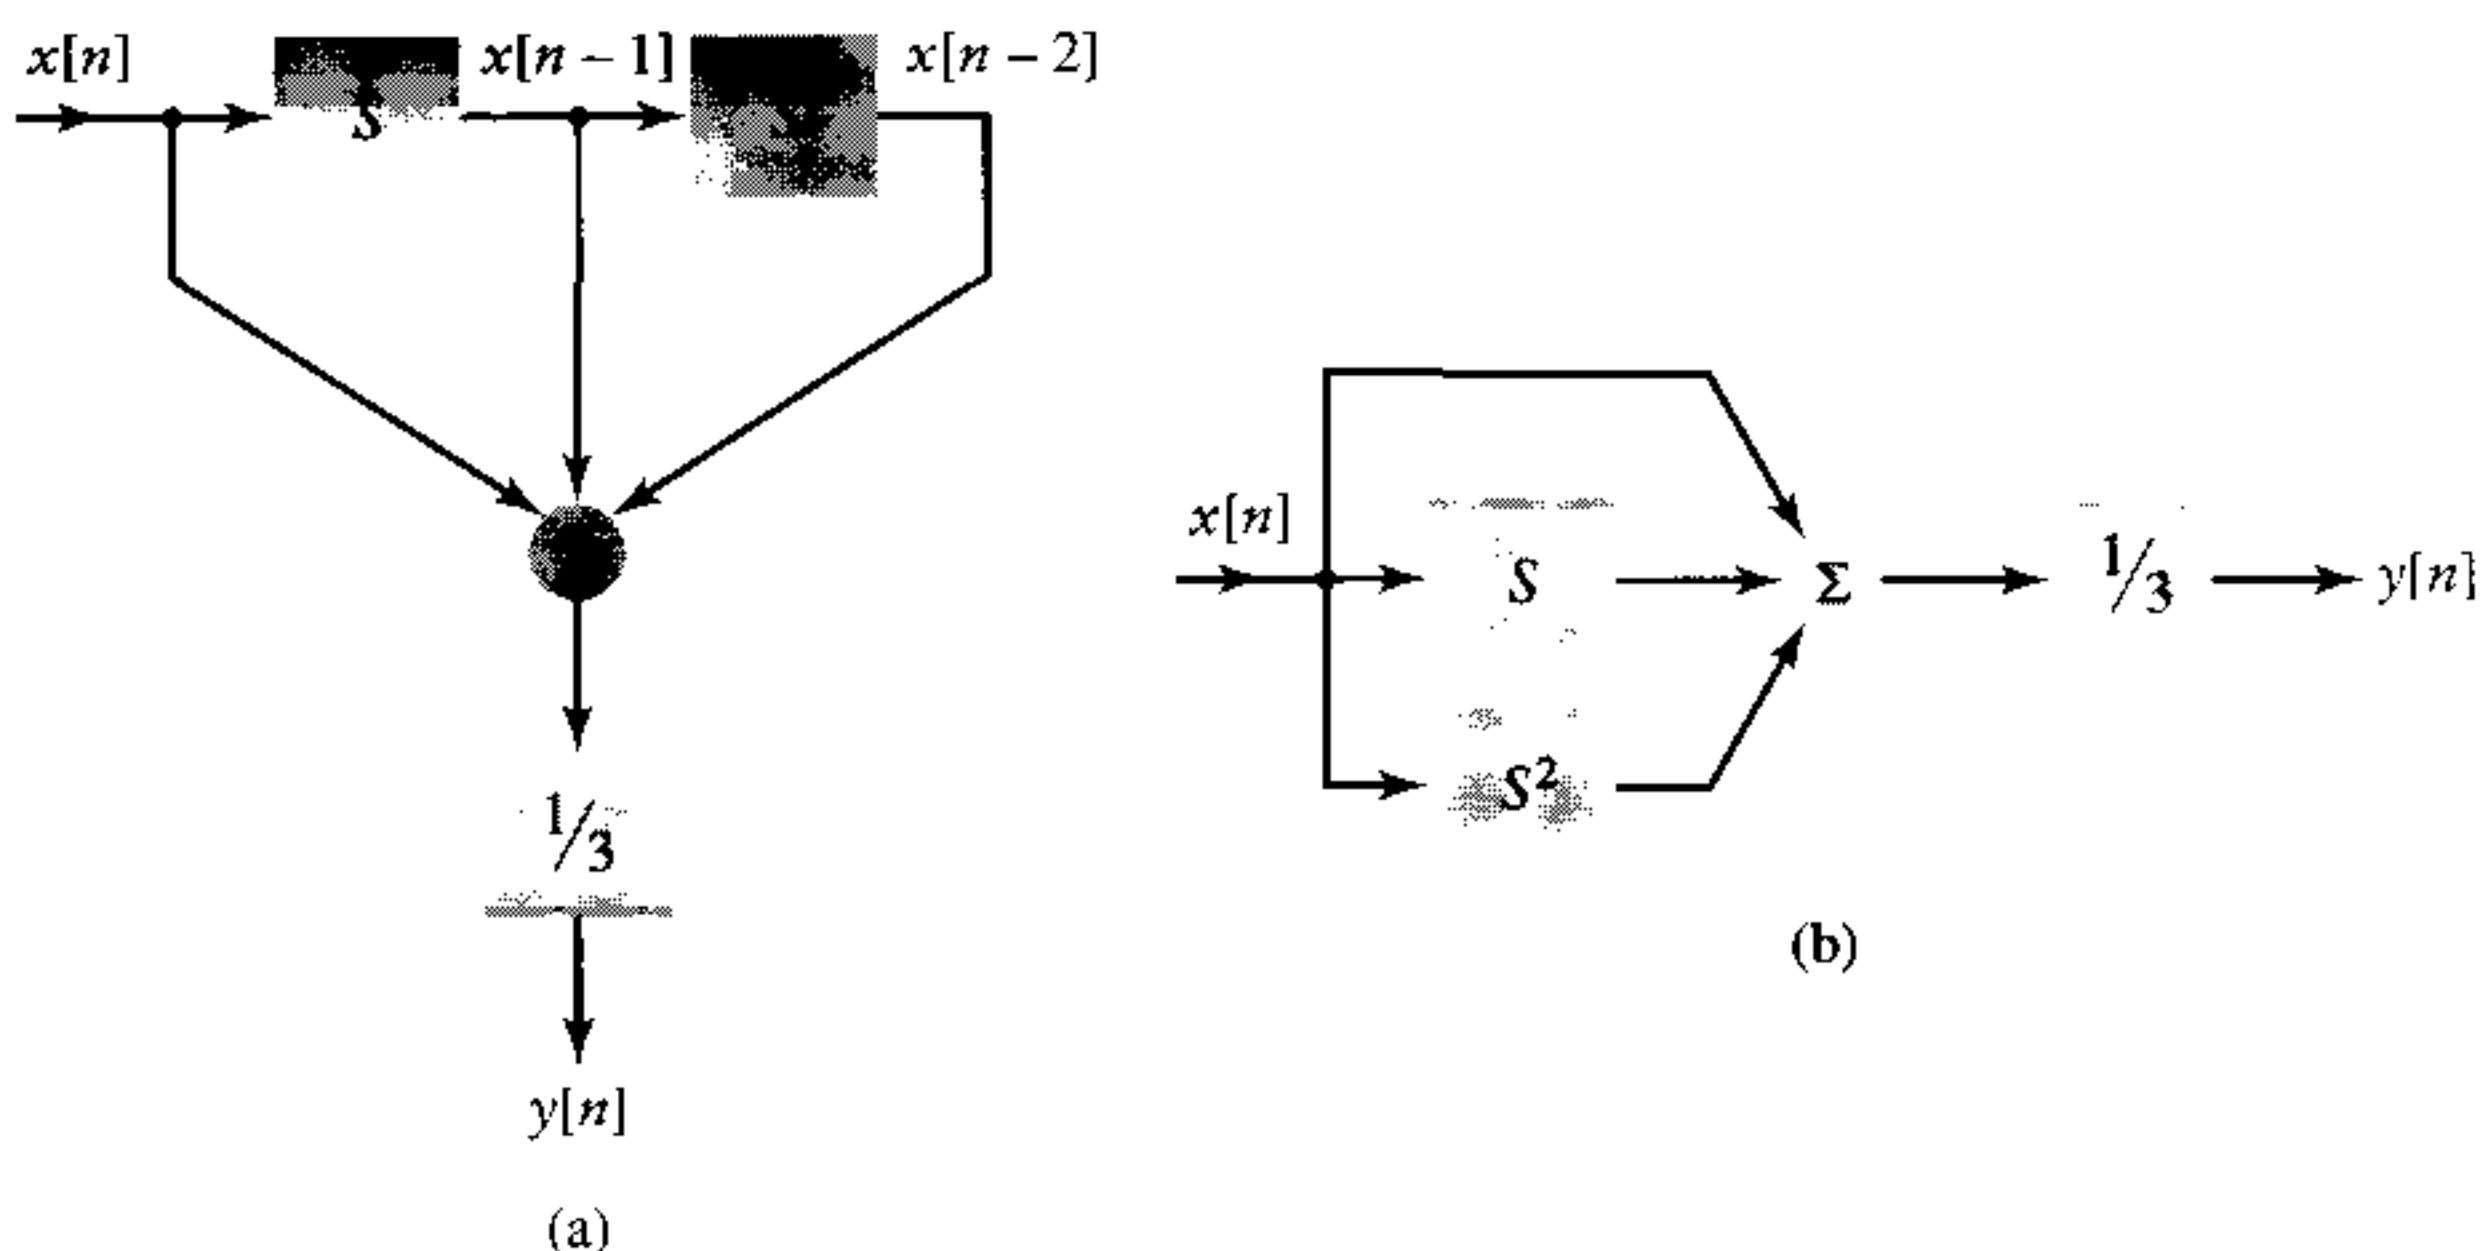 x[n] S x[n − 1] x[n − 2]
1/3
y[n]
(a)
x[n] S Σ 1/3 y[n]
S²
(b)